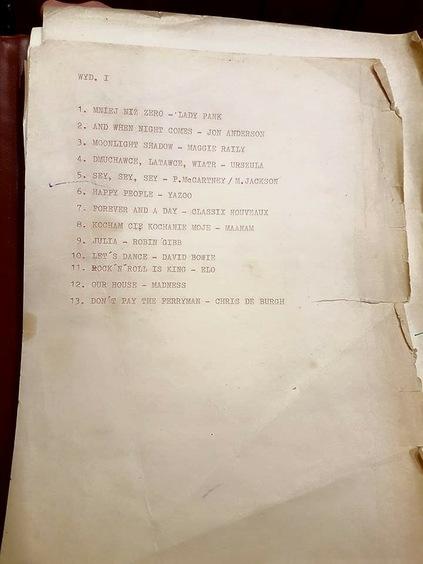 WYD. I
1. MNIEJ NIŻ ZERO - LADY PANK
2. AND WHEN NIGHT COMES - JON ANDERSON
3. MOONLIGHT SHADOW - MAGGIE RAILY
4. DMUCHAWCE, LATAWCE, WIATR - URSZULA
5. SEY, SEY, SEY - P.McCARTNEY / M.JACKSON
6. HAPPY PEOPLE - YAZOO
7. FOREVER AND A DAY - CLASSIX NOUVEAUX
8. KOCHAM CIĘ KOCHANIE MOJE - MAANAM
9. JULIA - ROBIN GIBB
10. LET'S DANCE - DAVID BOWIE
11. ROCK'N'ROLL IS KING - ELO
12. OUR HOUSE - MADNESS
13. DON'T PAY THE FERRYMAN - CHRIS DE BURGH